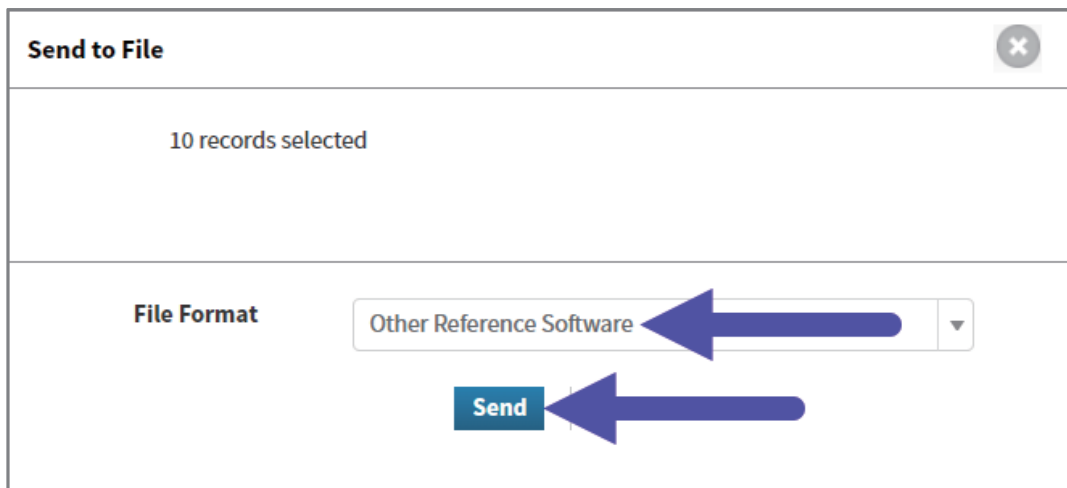 Send to File
10 records selected
File Format
Other Reference Software
Send